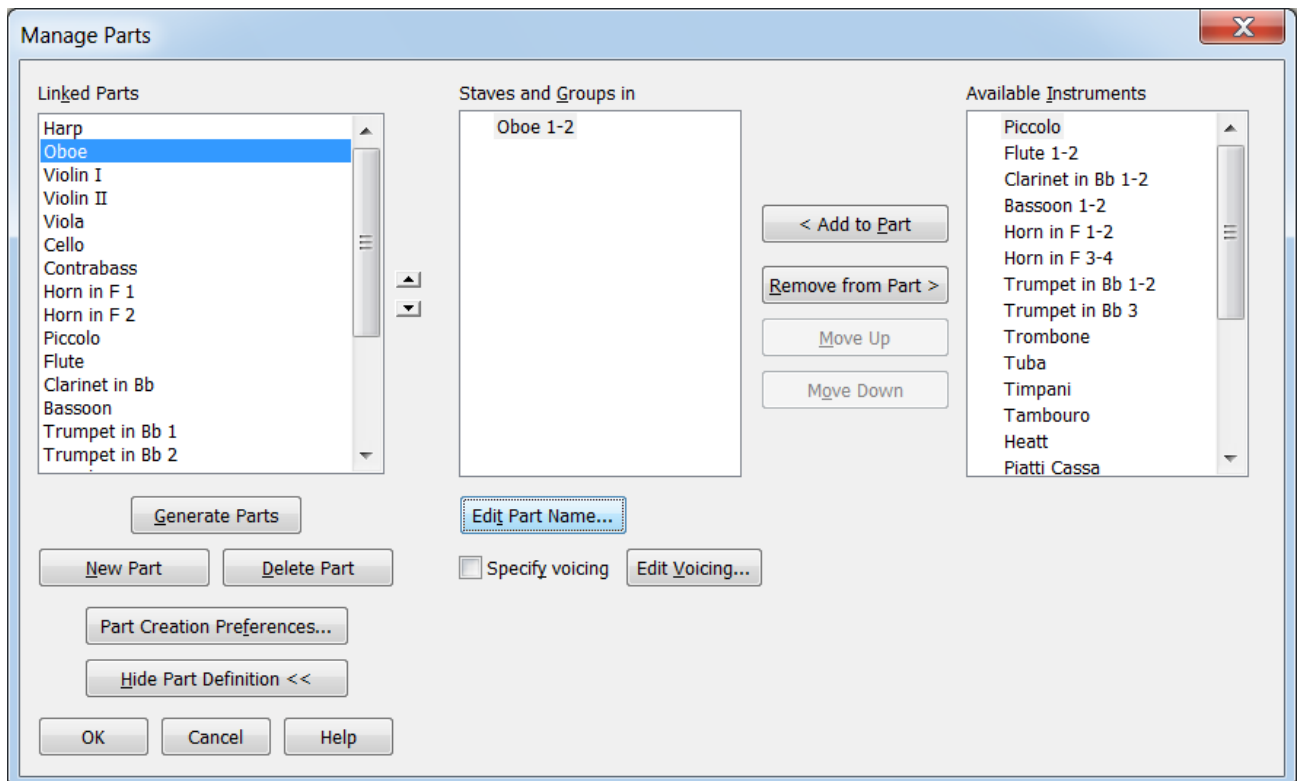 Manage Parts
X
Linked Parts
Harp
Oboe
Violin I
Violin II
Viola
Cello
Contrabass
Horn in F 1
Horn in F 2
Piccolo
Flute
Clarinet in Bb
Bassoon
Trumpet in Bb 1
Trumpet in Bb 2
Generate Parts
New Part
Delete Part
Part Creation Preferences...
Hide Part Definition <<
OK
Cancel
Help
Staves and Groups in
Oboe 1-2
Edit Part Name...
Specify voicing
Edit Voicing...
< Add to Part
Remove from Part >
Move Up
Move Down
Available Instruments
Piccolo
Flute 1-2
Clarinet in Bb 1-2
Bassoon 1-2
Horn in F 1-2
Horn in F 3-4
Trumpet in Bb 1-2
Trumpet in Bb 3
Trombone
Tuba
Timpani
Tambouro
Heatt
Piatti Cassa